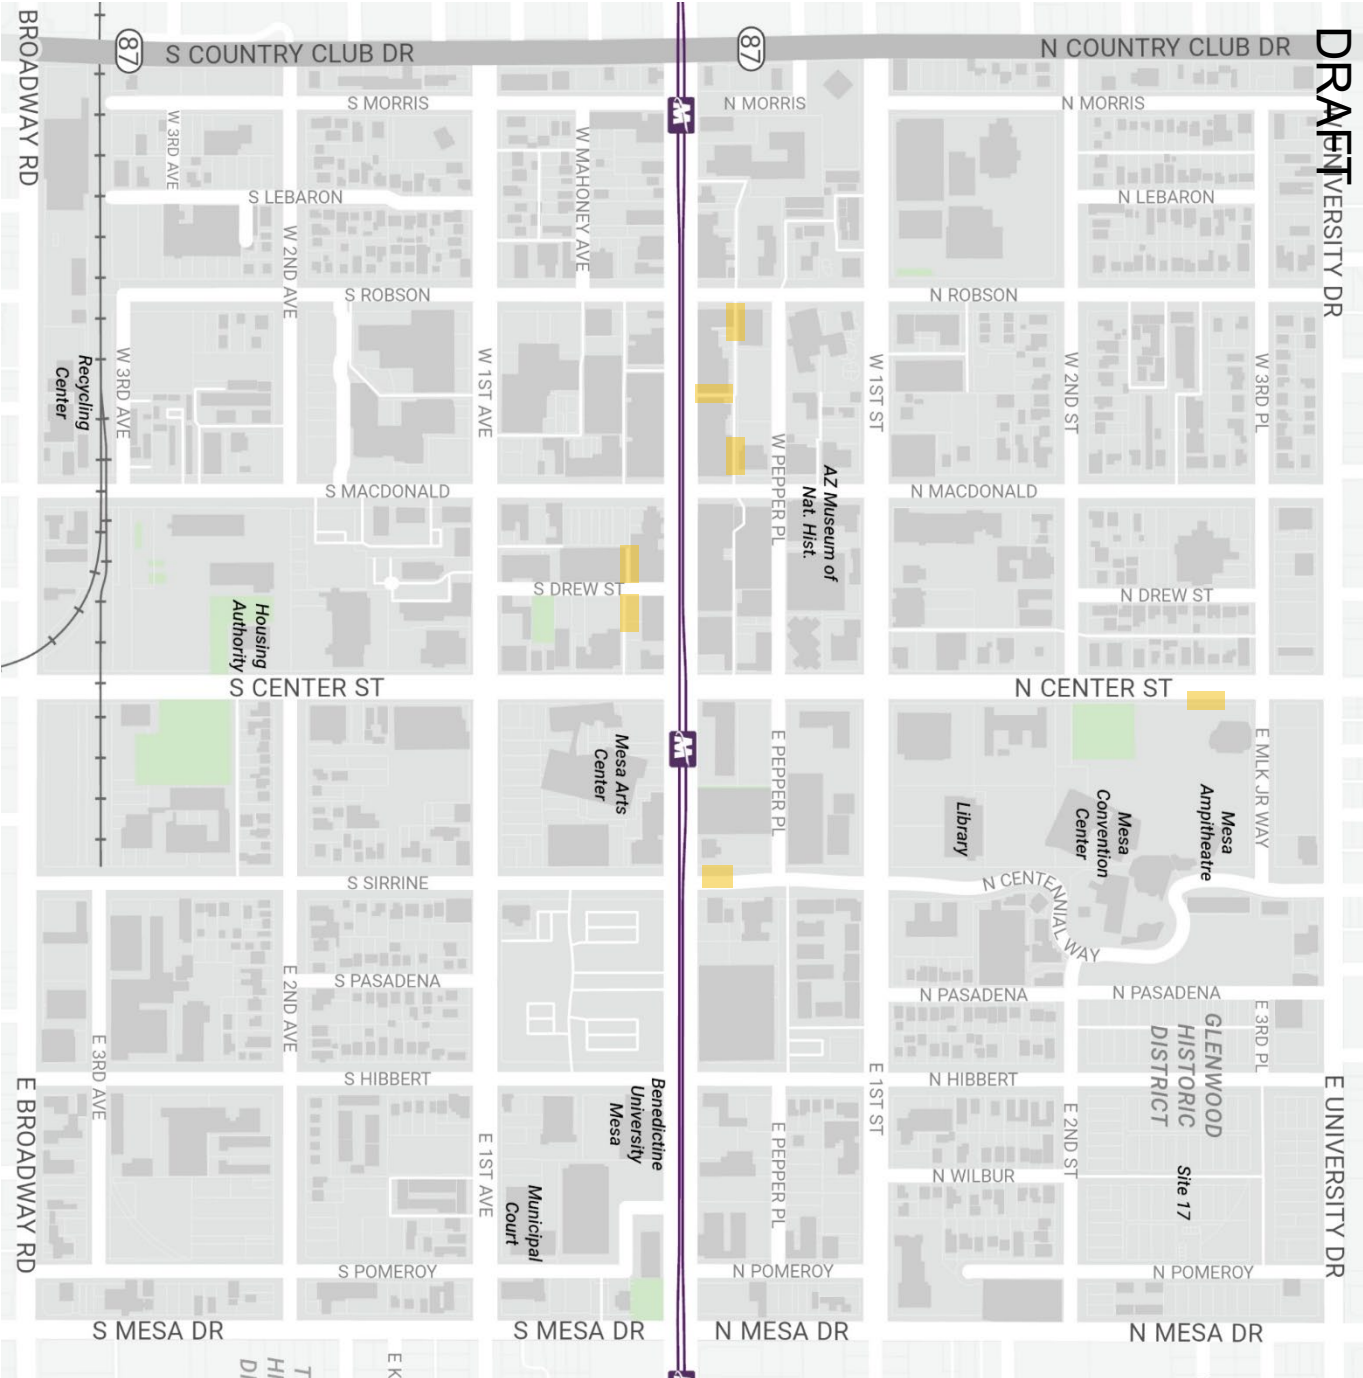 DRAFT
BROADWAY RD
87
S COUNTRY CLUB DR
87
N COUNTRY CLUB DR
S MORRIS
N MORRIS
N MORRIS
W 3RD AVE
W MAHONEY AVE
UNIVERSITY DR
S LEBARON
N LEBARON
W 2ND AVE
S ROBSON
N ROBSON
Recycling
Center
W 3RD AVE
W 1ST AVE
W PEPPER PL
W 1ST ST
W 2ND ST
W 3RD PL
AZ Museum of
Nat. Hist.
S MACDONALD
N MACDONALD
S DREW ST
N DREW ST
Housing
Authority
S CENTER ST
N CENTER ST
Mesa Arts
Center
E PEPPER PL
Library
Mesa
Convention
Center
Mesa
Ampitheatre
E MLK JR WAY
S SIRRINE
N CENTENNIAL WAY
S PASADENA
N PASADENA
N PASADENA
E 2ND AVE
E 3RD AVE
E 3RD PL
GLENWOOD
HISTORIC
DISTRICT
S HIBBERT
N HIBBERT
E BROADWAY RD
E 1ST AVE
Benedictine
University
Mesa
E PEPPER PL
E 1ST ST
E 2ND ST
E UNIVERSITY DR
N WILBUR
Site 17
Municipal
Court
S POMEROY
N POMEROY
N POMEROY
S MESA DR
S MESA DR
N MESA DR
N MESA DR
E K